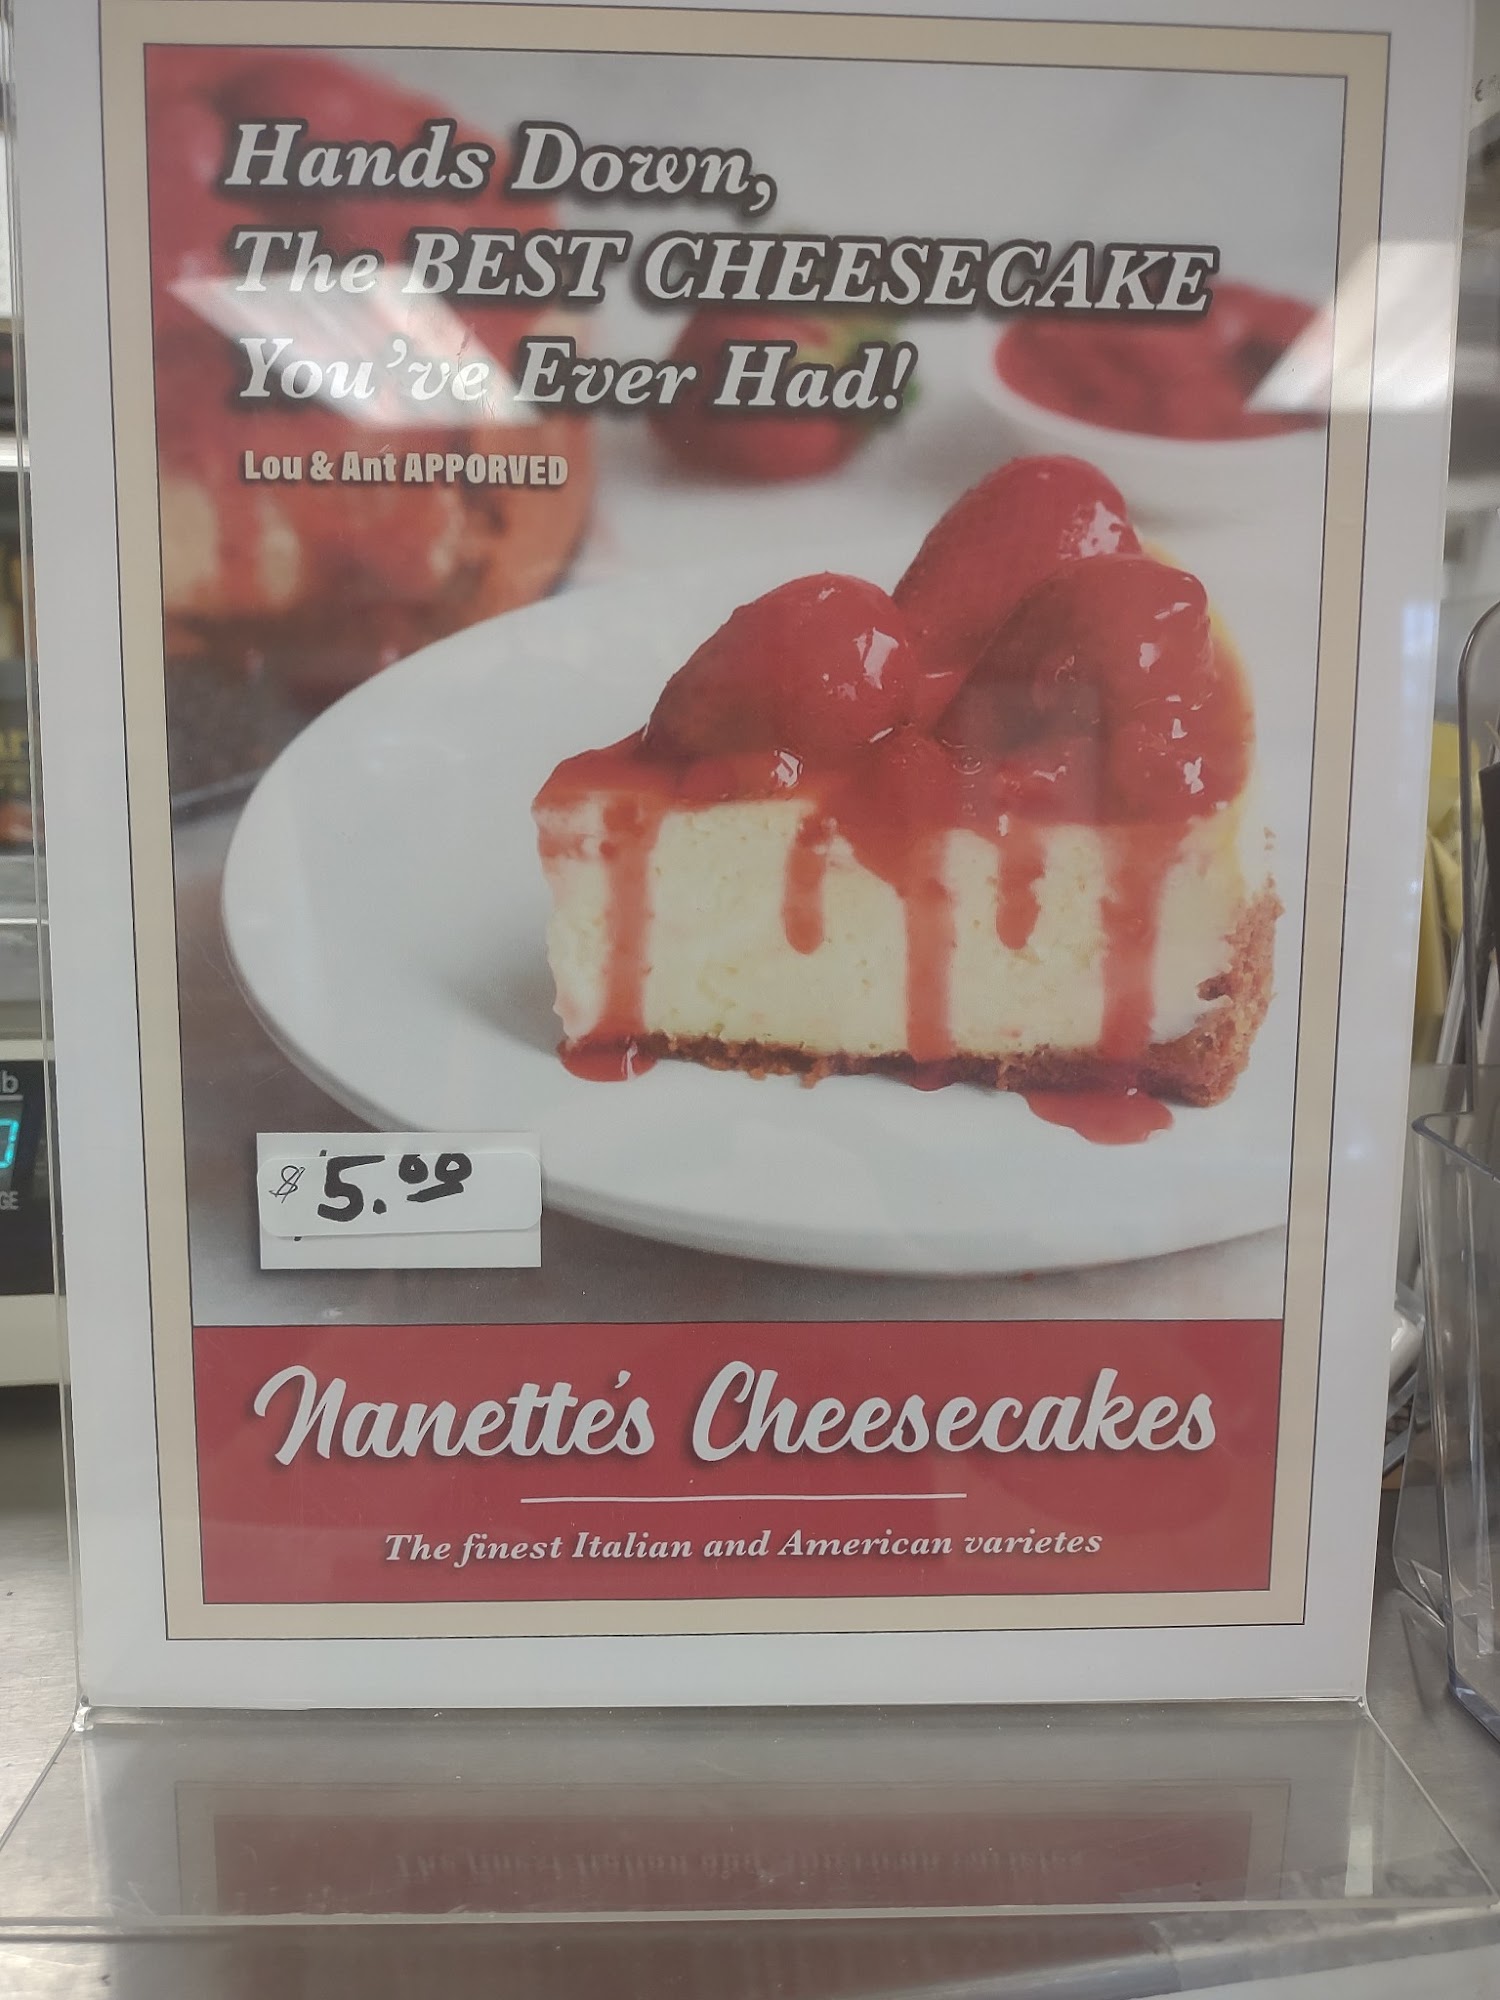 Hands Down,
The BEST CHEESECAKE
You've Ever Had!
Lou & Ant APPORVED
$5.00
Nanette's Cheesecakes
The finest Italian and American varietes
lb